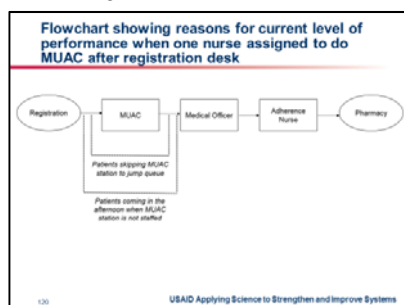 Flowchart showing reasons for current level of
performance when one nurse assigned to do
MUAC after registration desk
Registration
MUAC
Medical Officer
Adherence
Nurse
Pharmacy
Patients skipping MUAC
station to jump queue
Patients coming in the
afternoon when MUAC
station is not staffed
120
USAID Applying Science to Strengthen and Improve Systems